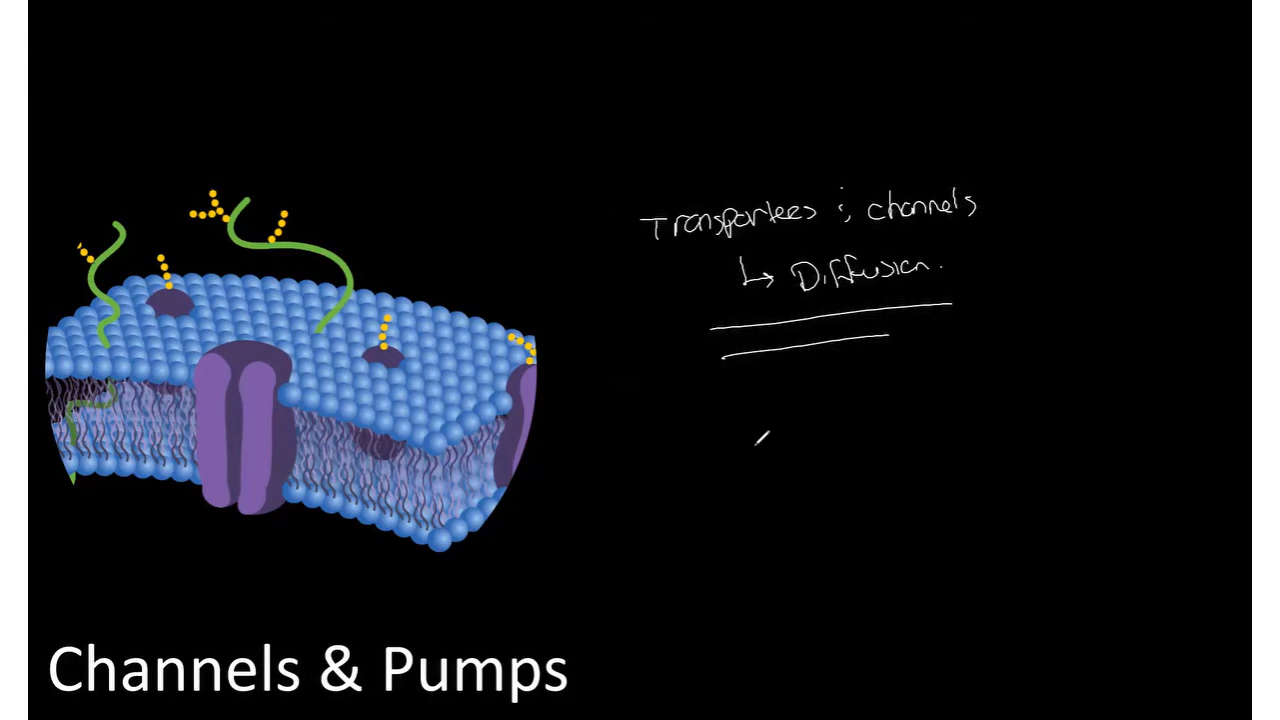 Transporters & channels
↳ Diffusion.
Channels & Pumps